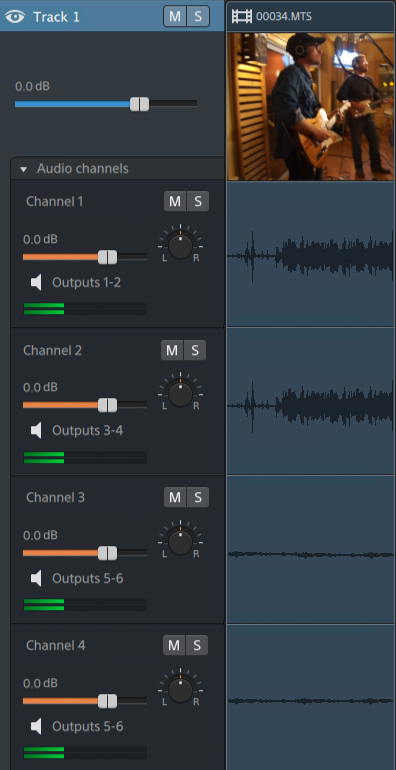 Track 1 M S
00034.MTS
0.0 dB
Audio channels
Channel 1 M S
0.0 dB
L R
Outputs 1-2
Channel 2 M S
0.0 dB
L R
Outputs 3-4
Channel 3 M S
0.0 dB
L R
Outputs 5-6
Channel 4 M S
0.0 dB
L R
Outputs 5-6